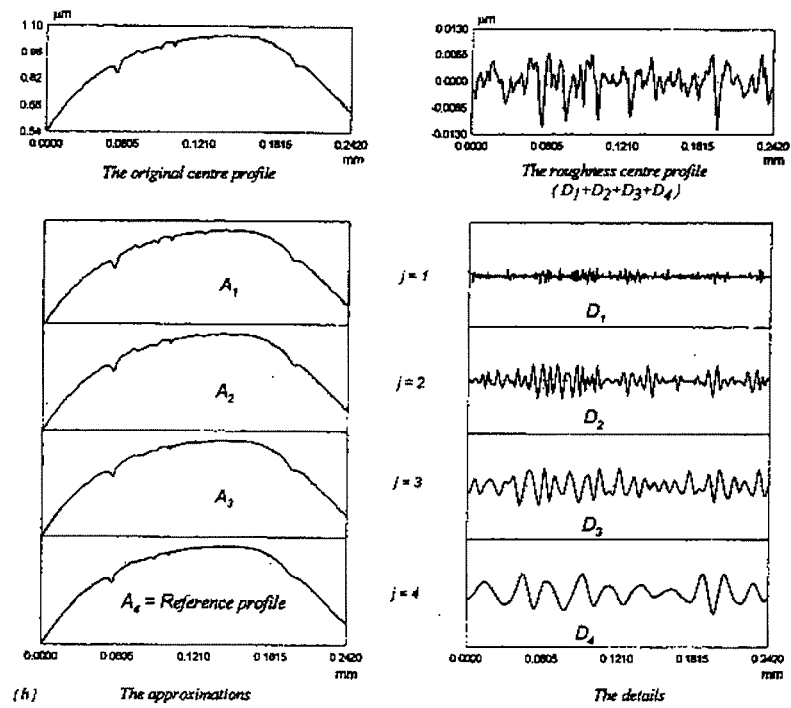 μm
1.10
0.96
0.82
0.68
0.54
0.0000 0.0605 0.1210 0.1815 0.2420
mm
The original centre profile
μm
0.0130
0.0065
0.0000
-0.0065
-0.0130
0.0000 0.0605 0.1210 0.1815 0.2420
mm
The roughness centre profile
(D1+D2+D3+D4)
A1
j = 1
D1
A2
j = 2
D2
A3
j = 3
D3
A4 = Reference profile
j = 4
D4
0.0000 0.0605 0.1210 0.1815 0.2420
mm
0.0000 0.0605 0.1210 0.1815 0.2420
mm
(h) The approximations
The details